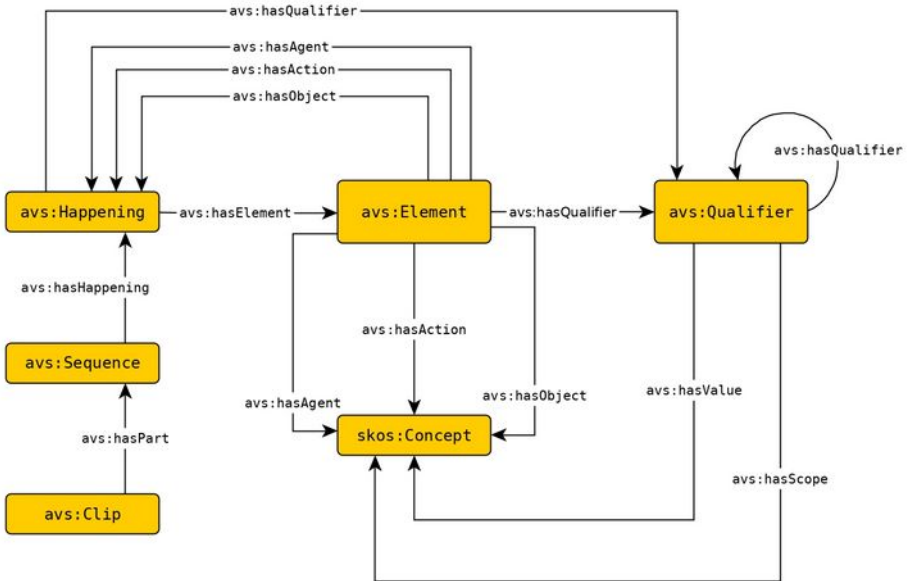 avs:hasQualifier
avs:hasAgent
avs:hasAction
avs:hasObject
avs:hasQualifier
avs:Happening
avs:hasElement
avs:Element
avs:hasQualifier
avs:Qualifier
avs:hasHappening
avs:hasAction
avs:Sequence
avs:hasAgent
avs:hasObject
avs:hasValue
avs:hasPart
skos:Concept
avs:hasScope
avs:Clip